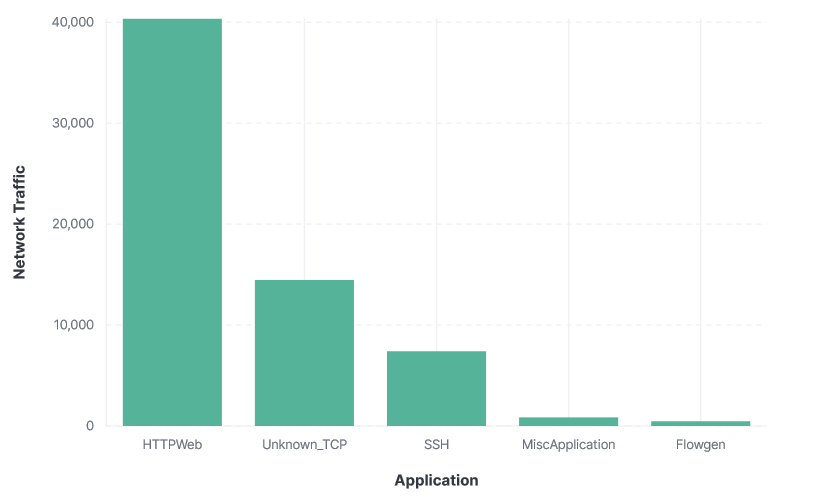 40,000
30,000
20,000
10,000
0
Network Traffic
HTTPWeb
Unknown_TCP
SSH
MiscApplication
Flowgen
Application